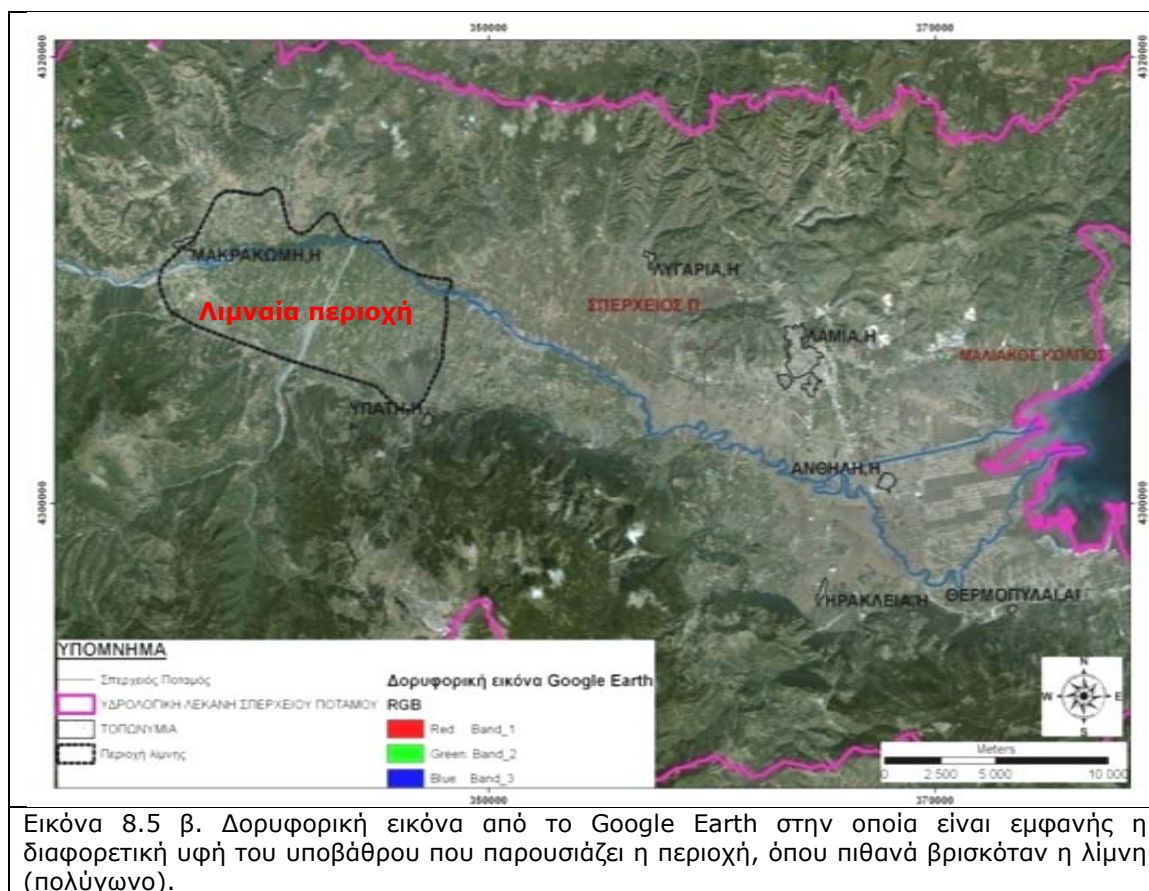 350000
370000
4320000
4320000
ΜΑΚΡΑΚΩΜΗ,Η
ΛΥΓΑΡΙΑ,Η
Λιμναία περιοχή
ΣΠΕΡΧΕΙΟΣ Π.
ΛΑΜΙΑ,Η
ΜΑΛΙΑΚΟΣ ΚΟΛΠΟΣ
ΥΠΑΤΗ,Η
ΑΝΘΗΛΗ,Η
4300000
4300000
ΗΡΑΚΛΕΙΑ,Η
ΘΕΡΜΟΠΥΛΑΙ,ΑΙ
ΥΠΟΜΝΗΜΑ
Σπερχειός Ποταμός
ΥΔΡΟΛΟΓΙΚΗ ΛΕΚΑΝΗ ΣΠΕΡΧΕΙΟΥ ΠΟΤΑΜΟΥ
ΤΟΠΩΝΥΜΙΑ
Περιοχή λίμνης
Δορυφορική εικόνα Google Earth
RGB
Red: Band_1
Green: Band_2
Blue: Band_3
N
W E
S
Meters
0 2.500 5.000 10.000
350000
370000
Εικόνα 8.5 β. Δορυφορική εικόνα από το Google Earth στην οποία είναι εμφανής η
διαφορετική υφή του υποβάθρου που παρουσιάζει η περιοχή, όπου πιθανά βρισκόταν η λίμνη
(πολύγωνο).